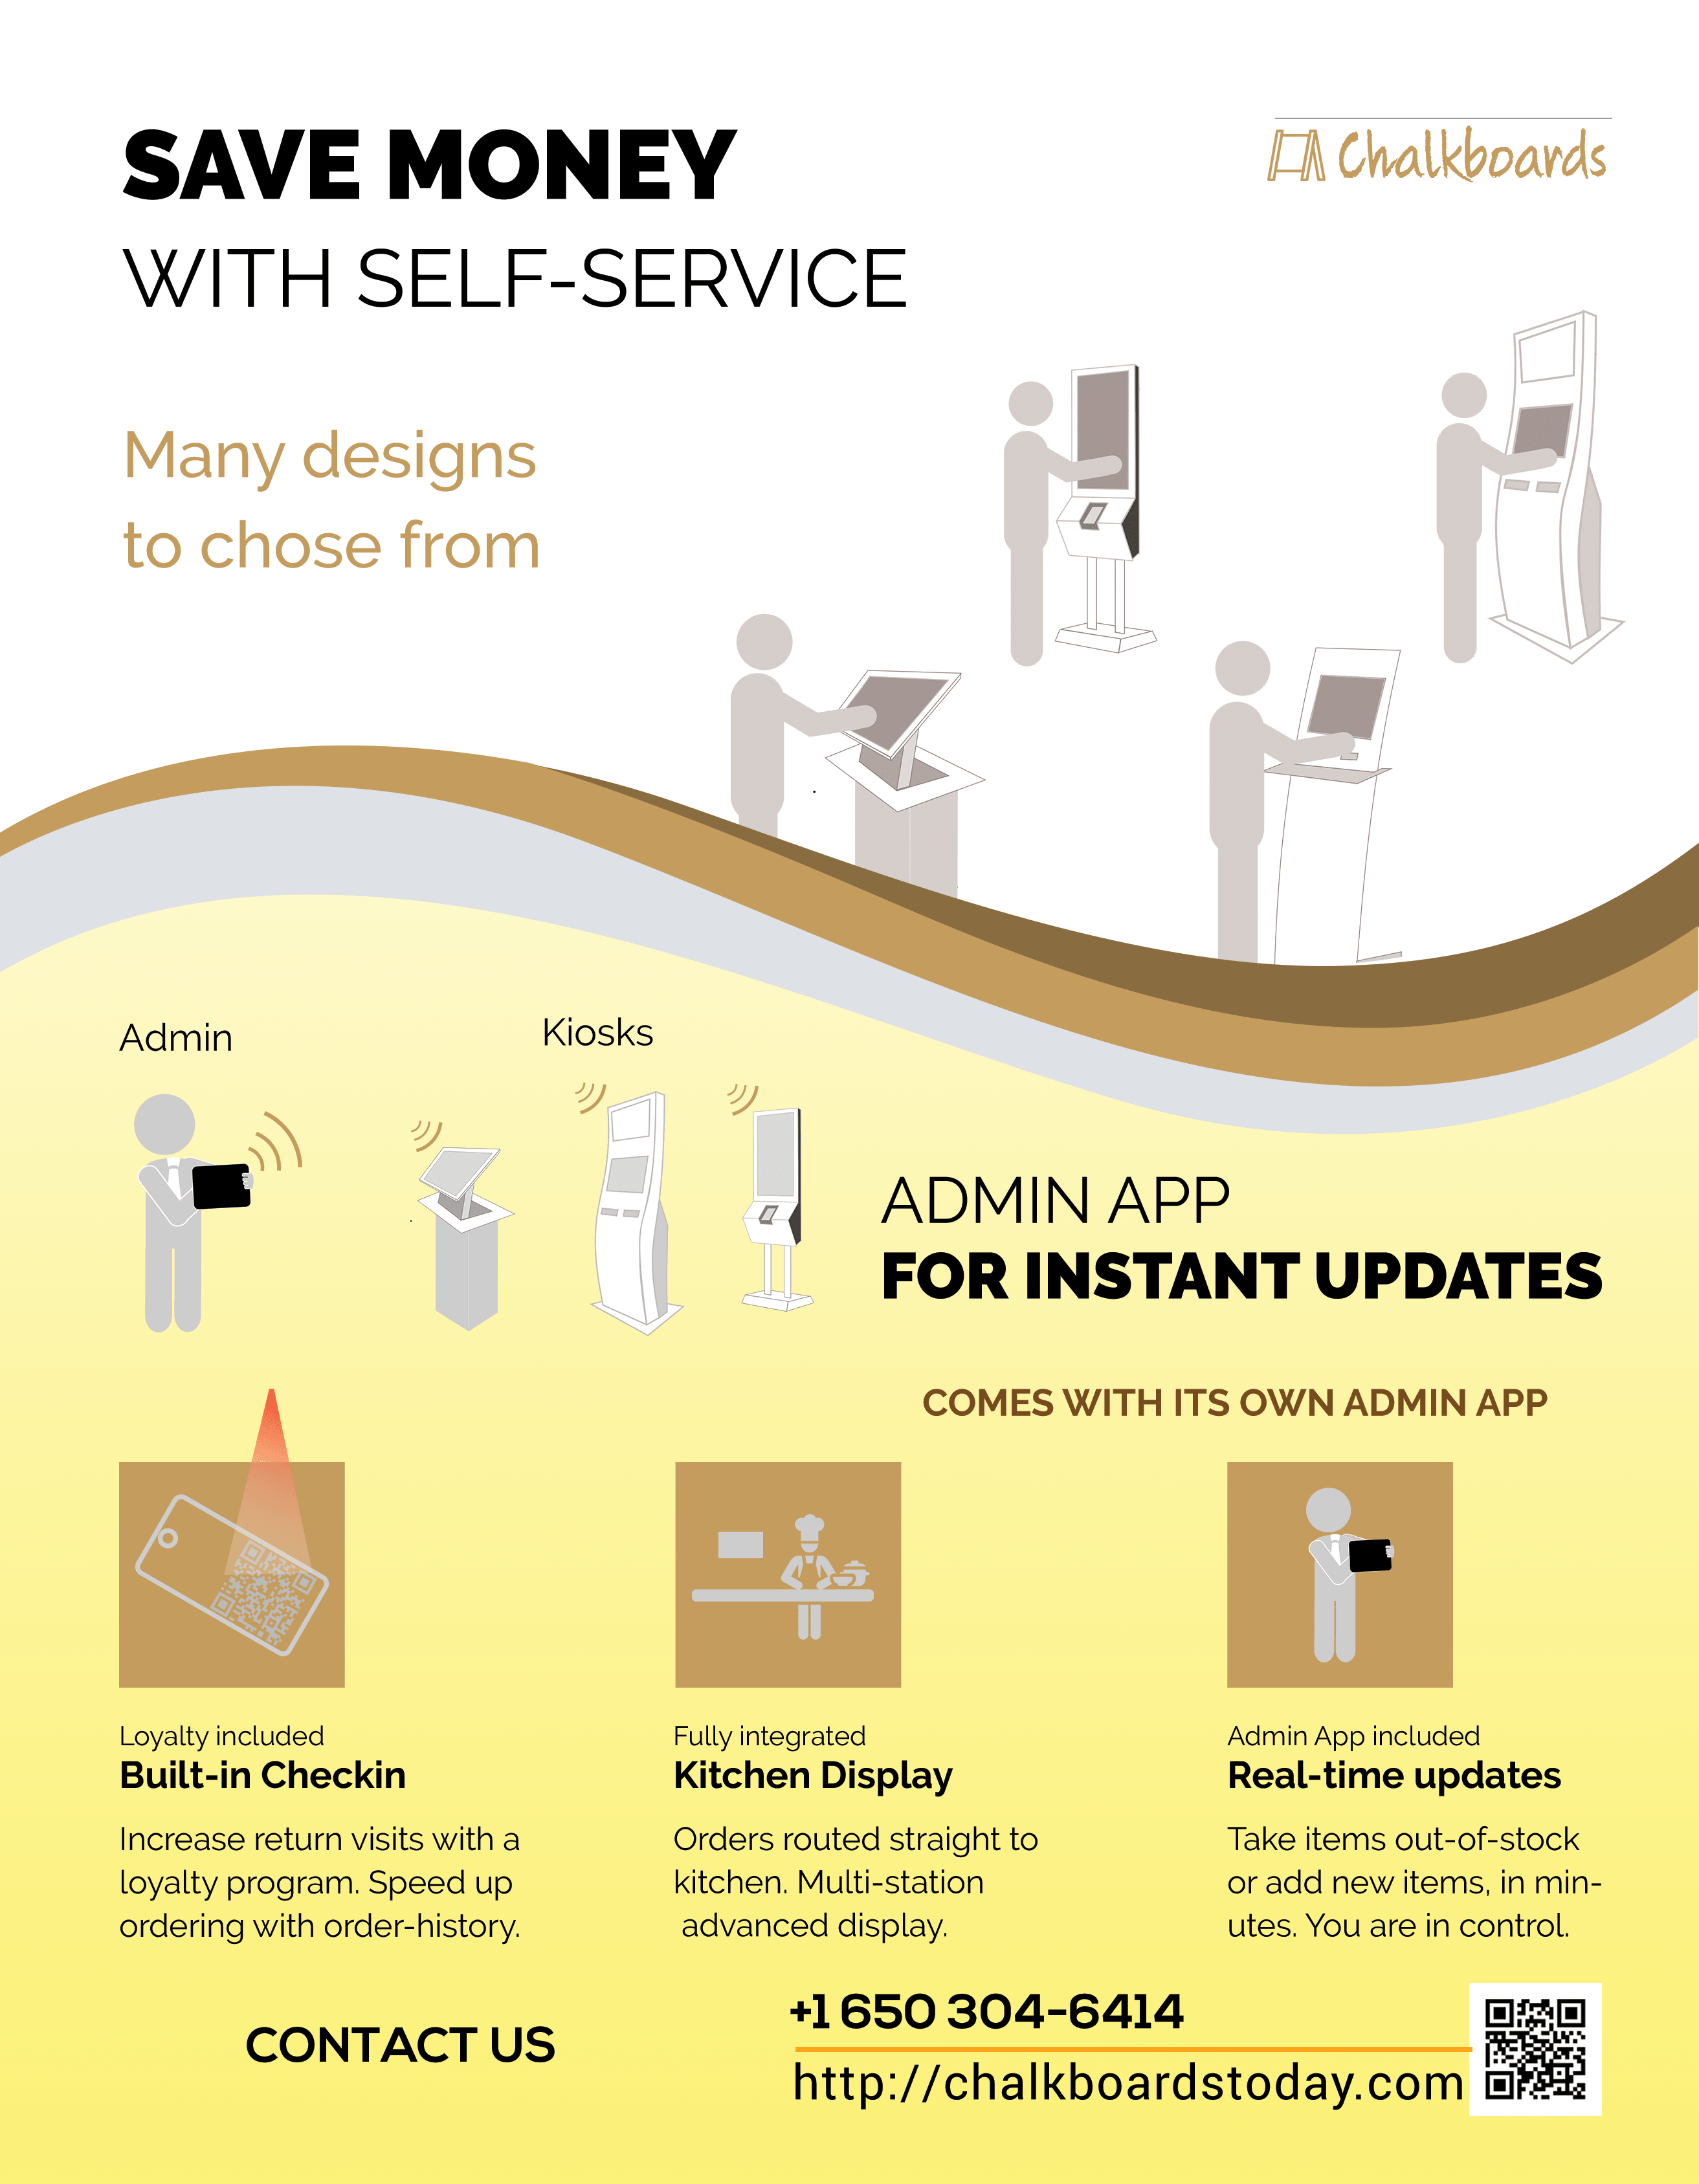 SAVE MONEY
Chalkboards
WITH SELF-SERVICE
Many designs
to chose from
Admin
Kiosks
ADMIN APP
FOR INSTANT UPDATES
COMES WITH ITS OWN ADMIN APP
Loyalty included
Built-in Checkin
Increase return visits with a
loyalty program. Speed up
ordering with order-history.
Fully integrated
Kitchen Display
Orders routed straight to
kitchen. Multi-station
advanced display.
Admin App included
Real-time updates
Take items out-of-stock
or add new items, in min-
utes. You are in control.
CONTACT US
+1 650 304-6414
http://chalkboardstoday.com